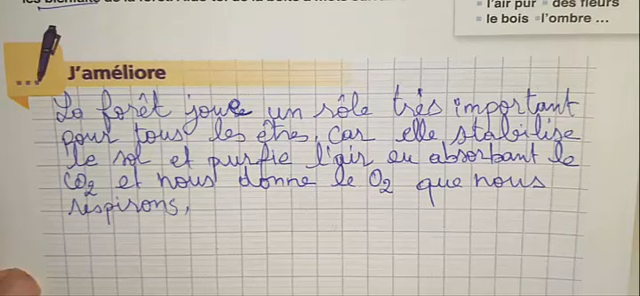 l'air pur des fleurs
le bois l'ombre ...
J'améliore
La forêt joue un rôle très important
pour tous les êtres, car elle stabilise
le sol et purfie l'air en absorbant le
CO2 et nous donne le O2 que nous
respirons,